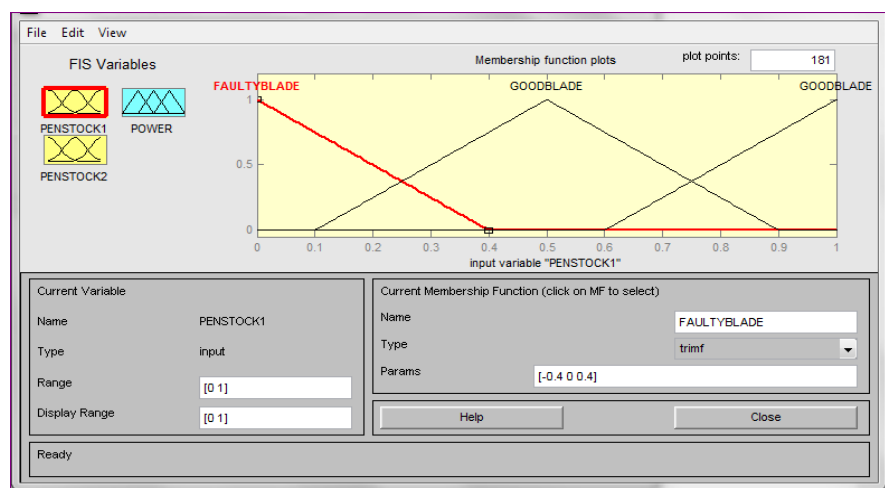 File Edit View
FIS Variables
Membership function plots
plot points:
181
PENSTOCK1
POWER
PENSTOCK2
FAULTYBLADE
GOODBLADE
GOODBLADE
1
0.5
0
0 0.1 0.2 0.3 0.4 0.5 0.6 0.7 0.8 0.9 1
input variable "PENSTOCK1"
Current Variable
Name PENSTOCK1
Type input
Range [0 1]
Display Range [0 1]
Current Membership Function (click on MF to select)
Name FAULTYBLADE
Type trimf
Params [-0.4 0 0.4]
Help Close
Ready